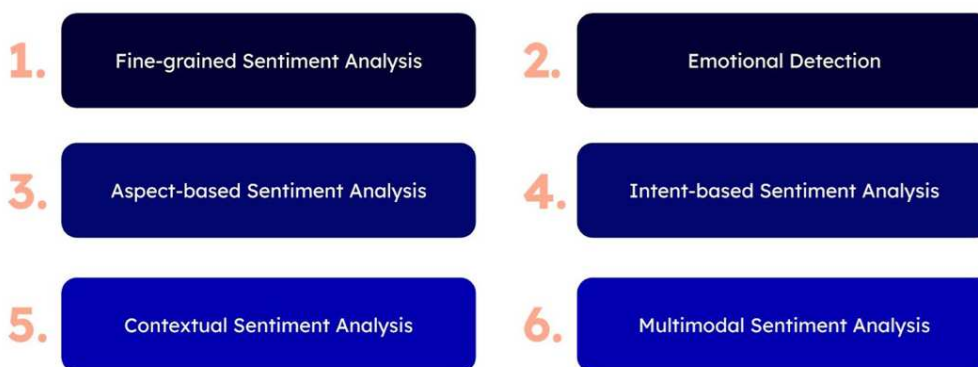 1. Fine-grained Sentiment Analysis
2. Emotional Detection
3. Aspect-based Sentiment Analysis
4. Intent-based Sentiment Analysis
5. Contextual Sentiment Analysis
6. Multimodal Sentiment Analysis